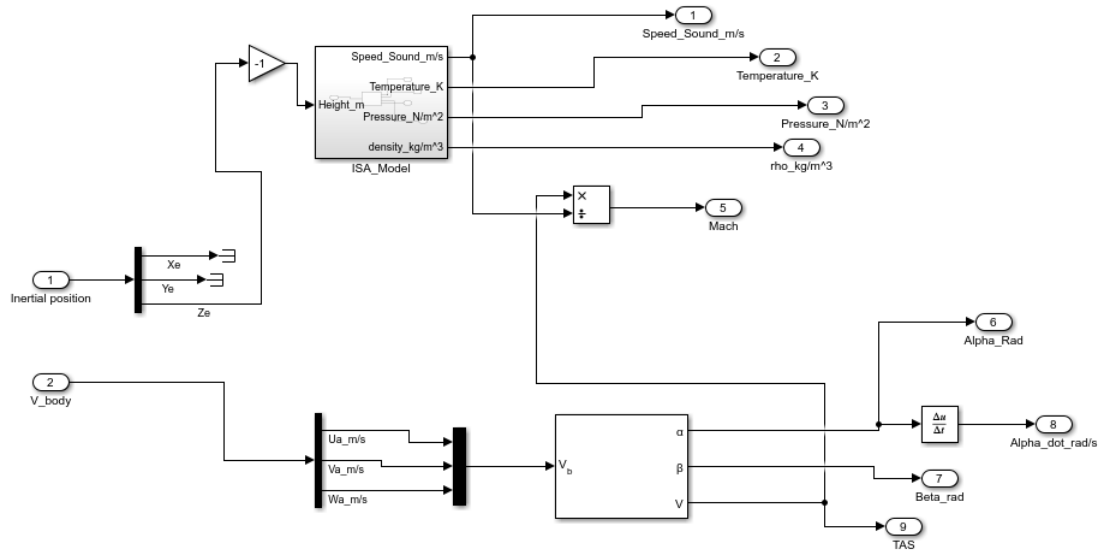 1
Speed_Sound_m/s
2
Temperature_K
3
Pressure_N/m^2
4
rho_kg/m^3
-1
Height_m
Speed_Sound_m/s
Temperature_K
Pressure_N/m^2
density_kg/m^3
ISA_Model
×
÷
5
Mach
1
Inertial position
Xe
Ye
Ze
2
V_body
Ua_m/s
Va_m/s
Wa_m/s
V_b
α
β
V
6
Alpha_Rad
Δu
Δt
8
Alpha_dot_rad/s
7
Beta_rad
9
TAS